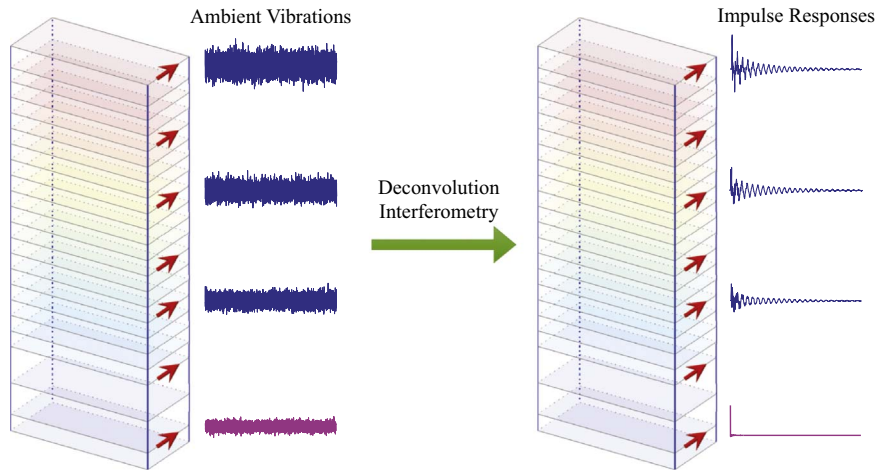 Ambient Vibrations
Impulse Responses
Deconvolution
Interferometry